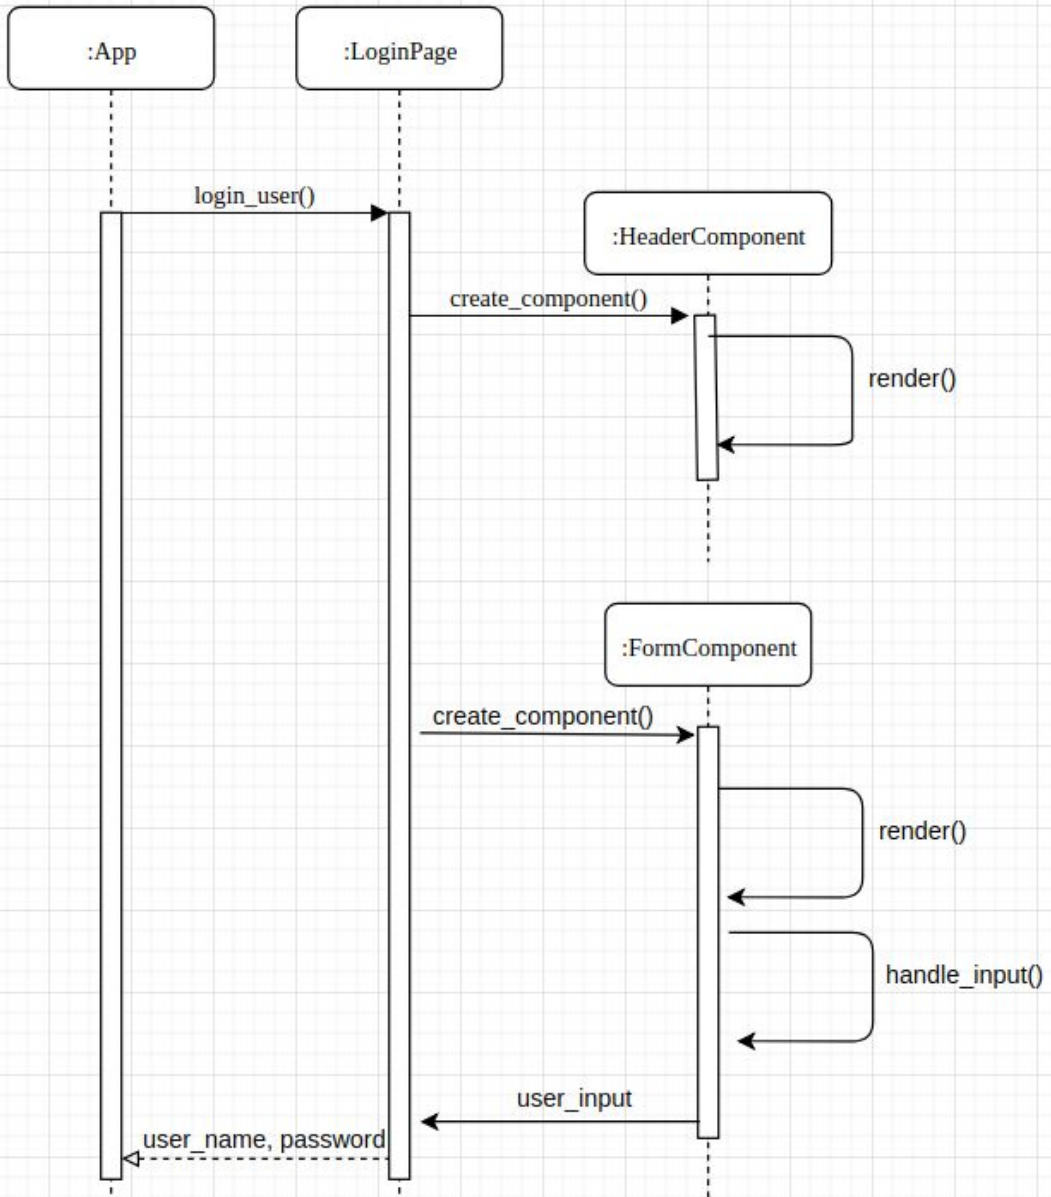 :App
:LoginPage
login_user()
:HeaderComponent
create_component()
render()
:FormComponent
create_component()
render()
handle_input()
user_input
user_name, password